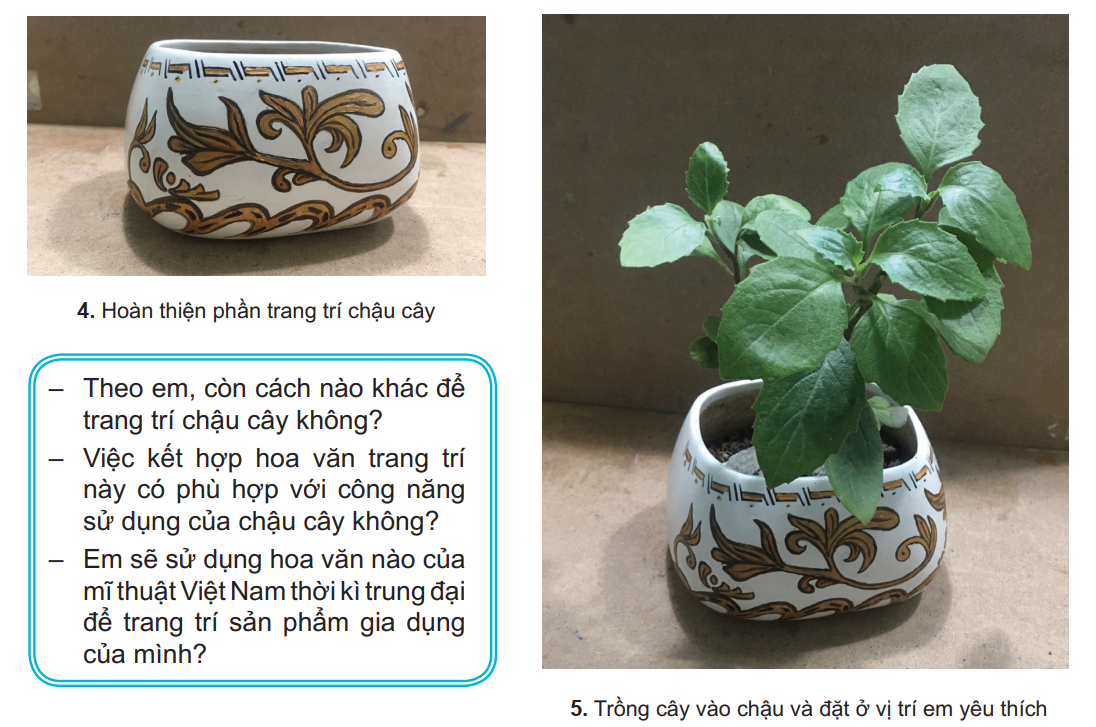 4. Hoàn thiện phần trang trí chậu cây
– Theo em, còn cách nào khác để
trang trí chậu cây không?
– Việc kết hợp hoa văn trang trí
này có phù hợp với công năng
sử dụng của chậu cây không?
– Em sẽ sử dụng hoa văn nào của
mĩ thuật Việt Nam thời kì trung đại
để trang trí sản phẩm gia dụng
của mình?
5. Trồng cây vào chậu và đặt ở vị trí em yêu thích